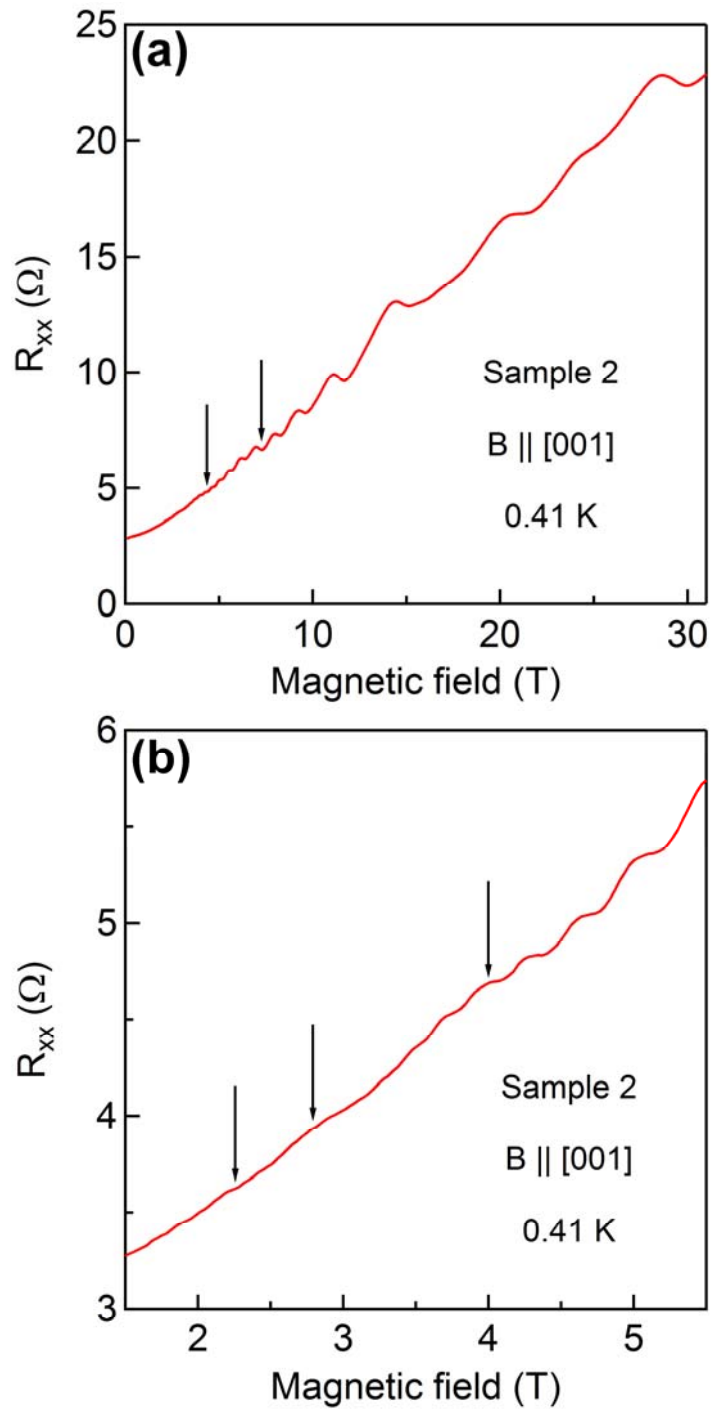 (a)
25
20
15
10
5
0
R_xx (Ω)
Sample 2
B || [001]
0.41 K
0 10 20 30
Magnetic field (T)
(b)
6
5
4
3
R_xx (Ω)
Sample 2
B || [001]
0.41 K
2 3 4 5
Magnetic field (T)